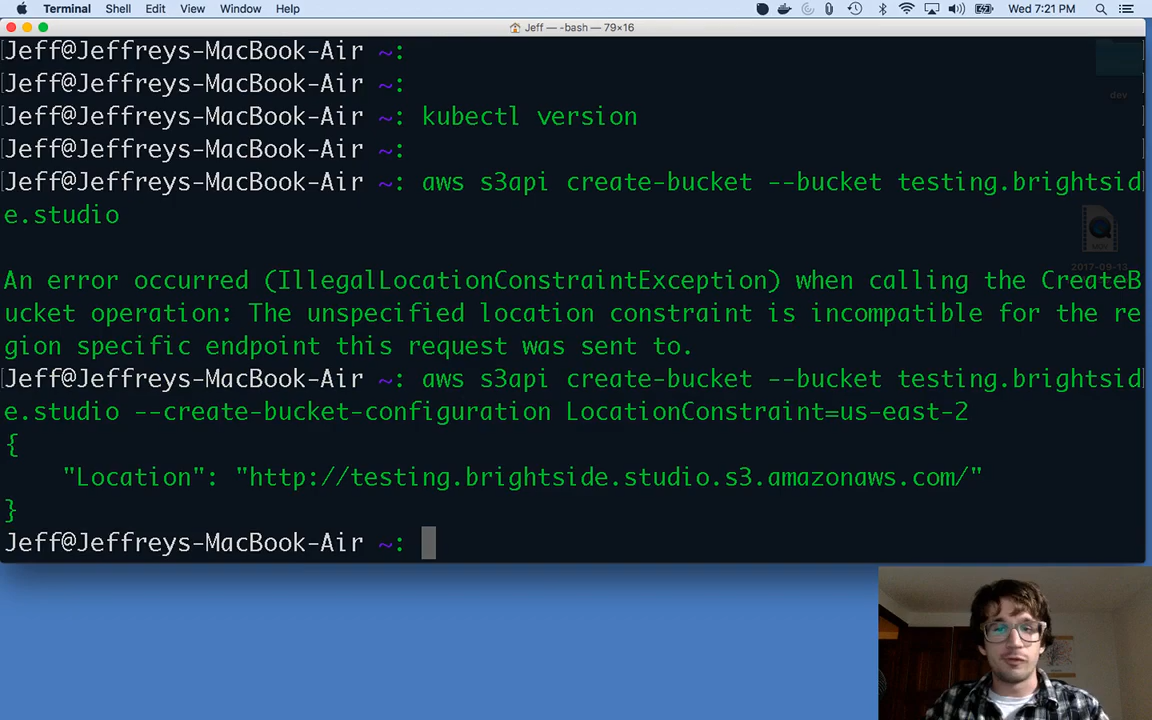 Terminal Shell Edit View Window Help Wed 7:21 PM
Jeff — -bash — 79×16
[Jeff@Jeffreys-MacBook-Air ~:
dev
[Jeff@Jeffreys-MacBook-Air ~:
[Jeff@Jeffreys-MacBook-Air ~: kubectl version
[Jeff@Jeffreys-MacBook-Air ~:
[Jeff@Jeffreys-MacBook-Air ~: aws s3api create-bucket --bucket testing.brightsid
e.studio
MOV
2017-09-13
An error occurred (IllegalLocationConstraintException) when calling the CreateB
ucket operation: The unspecified location constraint is incompatible for the re
gion specific endpoint this request was sent to.
[Jeff@Jeffreys-MacBook-Air ~: aws s3api create-bucket --bucket testing.brightsid
e.studio --create-bucket-configuration LocationConstraint=us-east-2
{
    "Location": "http://testing.brightside.studio.s3.amazonaws.com/"
}
Jeff@Jeffreys-MacBook-Air ~: